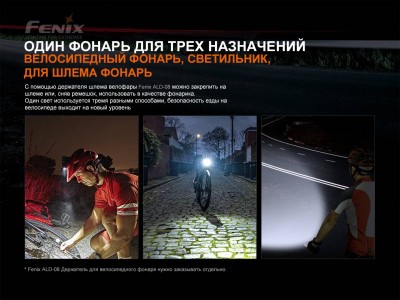 FENIX
ОДИН ФОНАРЬ ДЛЯ ТРЕХ НАЗНАЧЕНИЙ
ВЕЛОСИПЕДНЫЙ ФОНАРЬ, СВЕТИЛЬНИК,
ДЛЯ ШЛЕМА ФОНАРЬ
С помощью держателя шлема велофары Fenix ALD-08 можно закрепить на
шлеме или, сняв ремешок, использовать в качестве фонарика.
Один свет используется тремя разными способами, безопасность езды на
велосипеде выходит на новый уровень
* Fenix ALD-08 Держатель для велосипедного фонаря нужно заказывать отдельно.